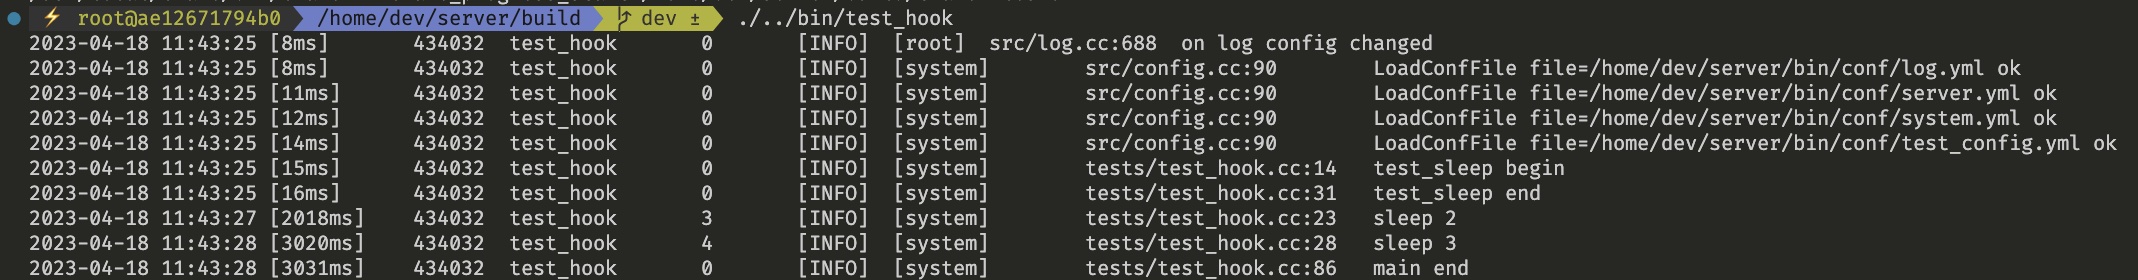 ⚡ root@ae12671794b0 /home/dev/server/build dev ± ./../bin/test_hook
2023-04-18 11:43:25 [8ms] 434032 test_hook 0 [INFO] [root] src/log.cc:688 on log config changed
2023-04-18 11:43:25 [8ms] 434032 test_hook 0 [INFO] [system] src/config.cc:90 LoadConfFile file=/home/dev/server/bin/conf/log.yml ok
2023-04-18 11:43:25 [11ms] 434032 test_hook 0 [INFO] [system] src/config.cc:90 LoadConfFile file=/home/dev/server/bin/conf/server.yml ok
2023-04-18 11:43:25 [12ms] 434032 test_hook 0 [INFO] [system] src/config.cc:90 LoadConfFile file=/home/dev/server/bin/conf/system.yml ok
2023-04-18 11:43:25 [14ms] 434032 test_hook 0 [INFO] [system] src/config.cc:90 LoadConfFile file=/home/dev/server/bin/conf/test_config.yml ok
2023-04-18 11:43:25 [15ms] 434032 test_hook 0 [INFO] [system] tests/test_hook.cc:14 test_sleep begin
2023-04-18 11:43:25 [16ms] 434032 test_hook 0 [INFO] [system] tests/test_hook.cc:31 test_sleep end
2023-04-18 11:43:27 [2018ms] 434032 test_hook 3 [INFO] [system] tests/test_hook.cc:23 sleep 2
2023-04-18 11:43:28 [3020ms] 434032 test_hook 4 [INFO] [system] tests/test_hook.cc:28 sleep 3
2023-04-18 11:43:28 [3031ms] 434032 test_hook 0 [INFO] [system] tests/test_hook.cc:86 main end